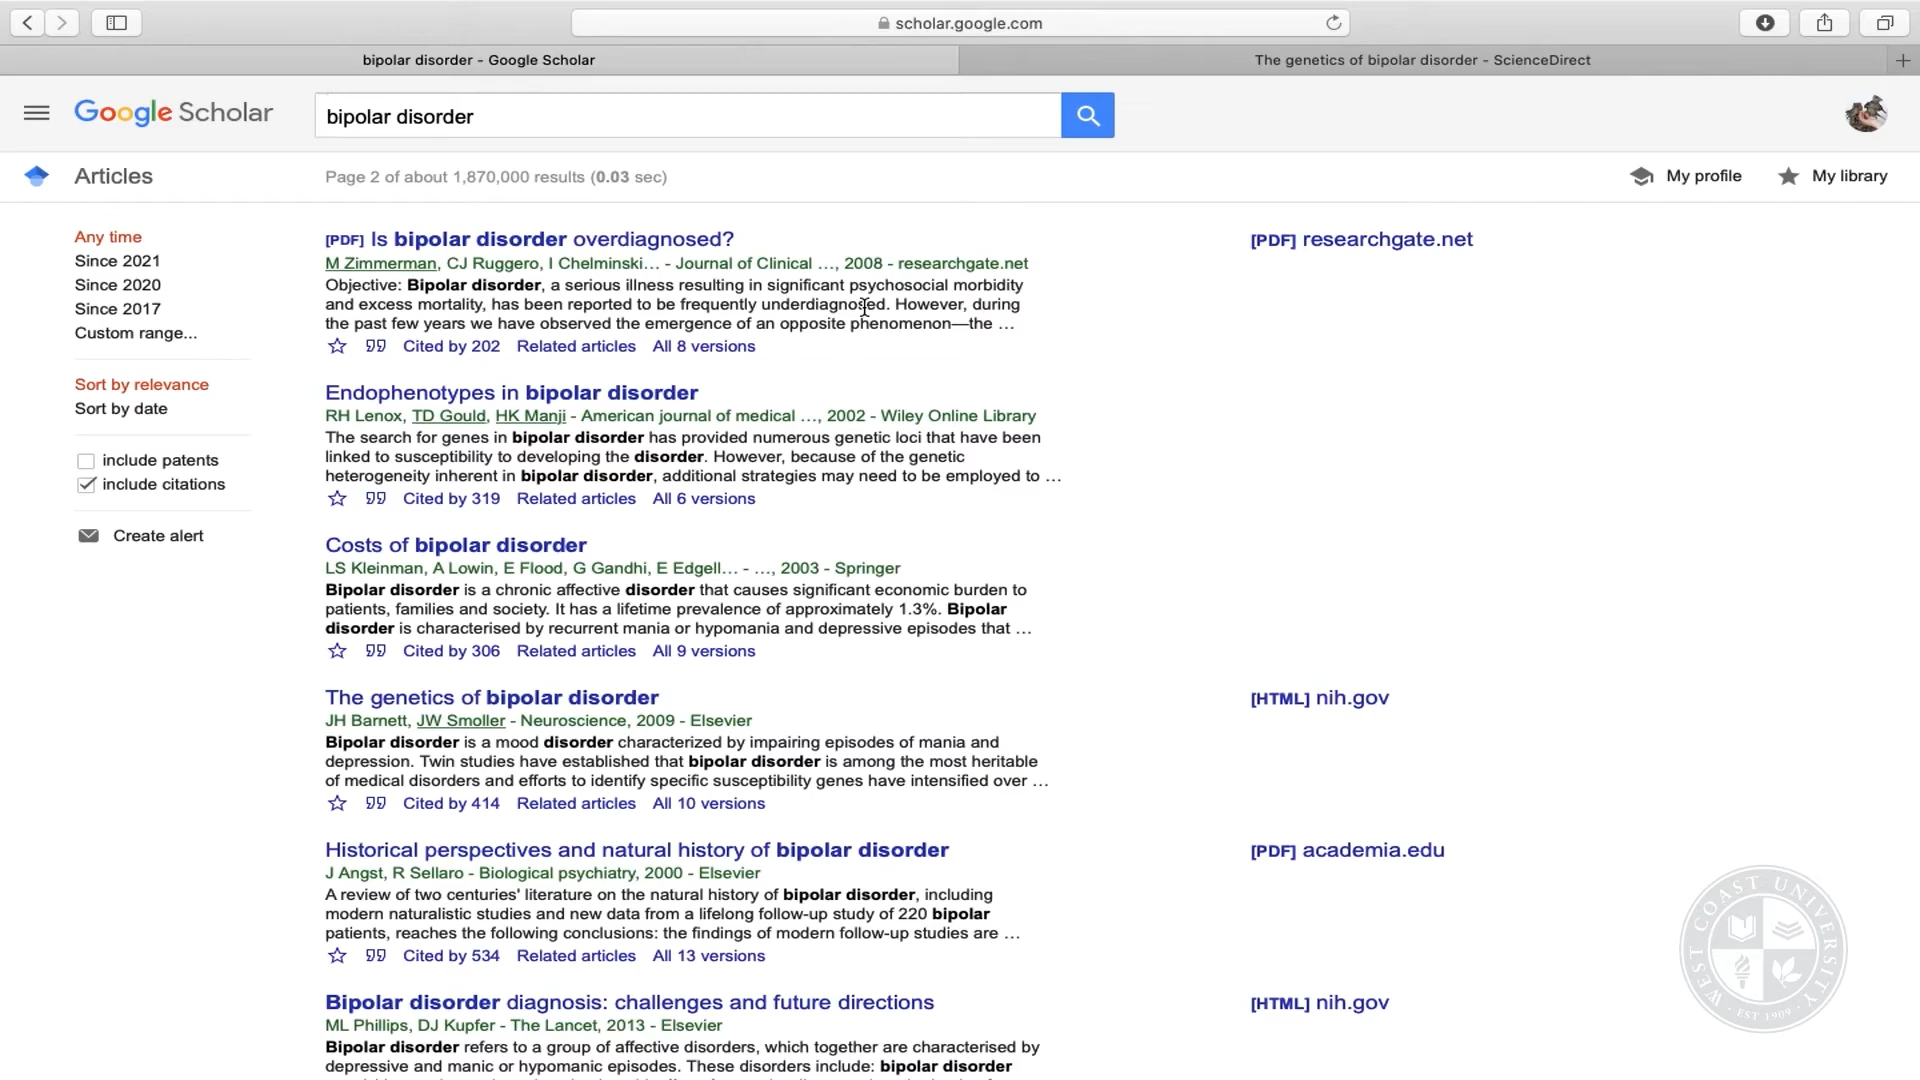 scholar.google.com
bipolar disorder - Google Scholar
The genetics of bipolar disorder - ScienceDirect
Google Scholar
bipolar disorder
Articles
Page 2 of about 1,870,000 results (0.03 sec)
My profile
My library
Any time
Since 2021
Since 2020
Since 2017
Custom range...
Sort by relevance
Sort by date
include patents
include citations
Create alert
[PDF] Is bipolar disorder overdiagnosed?
M Zimmerman, CJ Ruggero, I Chelminski… - Journal of Clinical …, 2008 - researchgate.net
Objective: Bipolar disorder, a serious illness resulting in significant psychosocial morbidity
and excess mortality, has been reported to be frequently underdiagnosed. However, during
the past few years we have observed the emergence of an opposite phenomenon—the …
Cited by 202 Related articles All 8 versions
[PDF] researchgate.net
Endophenotypes in bipolar disorder
RH Lenox, TD Gould, HK Manji - American journal of medical …, 2002 - Wiley Online Library
The search for genes in bipolar disorder has provided numerous genetic loci that have been
linked to susceptibility to developing the disorder. However, because of the genetic
heterogeneity inherent in bipolar disorder, additional strategies may need to be employed to …
Cited by 319 Related articles All 6 versions
Costs of bipolar disorder
LS Kleinman, A Lowin, E Flood, G Gandhi, E Edgell… - …, 2003 - Springer
Bipolar disorder is a chronic affective disorder that causes significant economic burden to
patients, families and society. It has a lifetime prevalence of approximately 1.3%. Bipolar
disorder is characterised by recurrent mania or hypomania and depressive episodes that …
Cited by 306 Related articles All 9 versions
The genetics of bipolar disorder
JH Barnett, JW Smoller - Neuroscience, 2009 - Elsevier
Bipolar disorder is a mood disorder characterized by impairing episodes of mania and
depression. Twin studies have established that bipolar disorder is among the most heritable
of medical disorders and efforts to identify specific susceptibility genes have intensified over …
Cited by 414 Related articles All 10 versions
[HTML] nih.gov
Historical perspectives and natural history of bipolar disorder
J Angst, R Sellaro - Biological psychiatry, 2000 - Elsevier
A review of two centuries' literature on the natural history of bipolar disorder, including
modern naturalistic studies and new data from a lifelong follow-up study of 220 bipolar
patients, reaches the following conclusions: the findings of modern follow-up studies are …
Cited by 534 Related articles All 13 versions
[PDF] academia.edu
Bipolar disorder diagnosis: challenges and future directions
ML Phillips, DJ Kupfer - The Lancet, 2013 - Elsevier
Bipolar disorder refers to a group of affective disorders, which together are characterised by
depressive and manic or hypomanic episodes. These disorders include: bipolar disorder
[HTML] nih.gov
WEST COAST UNIVERSITY
EST 1909